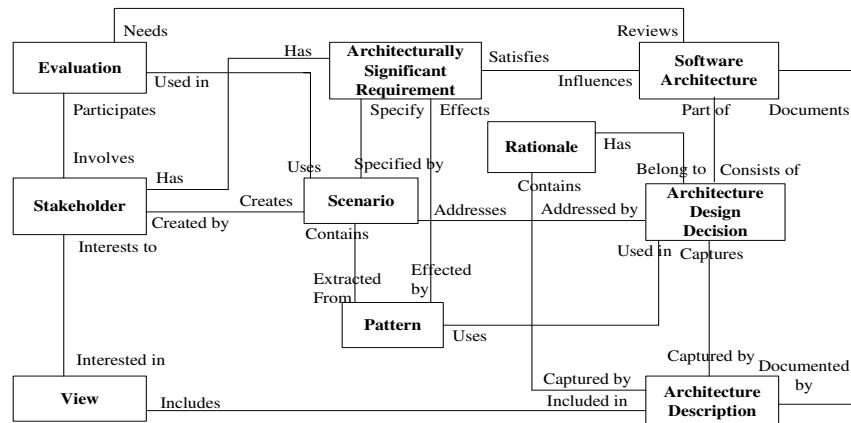 Needs
Reviews
Evaluation
Has
Architecturally
Significant
Requirement
Satisfies
Software
Architecture
Used in
Influences
Participates
Specify
Effects
Part of
Documents
Rationale
Has
Involves
Uses
Specified by
Contains
Belong to
Consists of
Has
Stakeholder
Creates
Scenario
Architecture
Design
Decision
Created by
Addresses
Addressed by
Interests to
Contains
Used in
Captures
Extracted
From
Effected
by
Pattern
Uses
Interested in
Captured by
Documented
by
View
Captured by
Architecture
Description
Includes
Included in